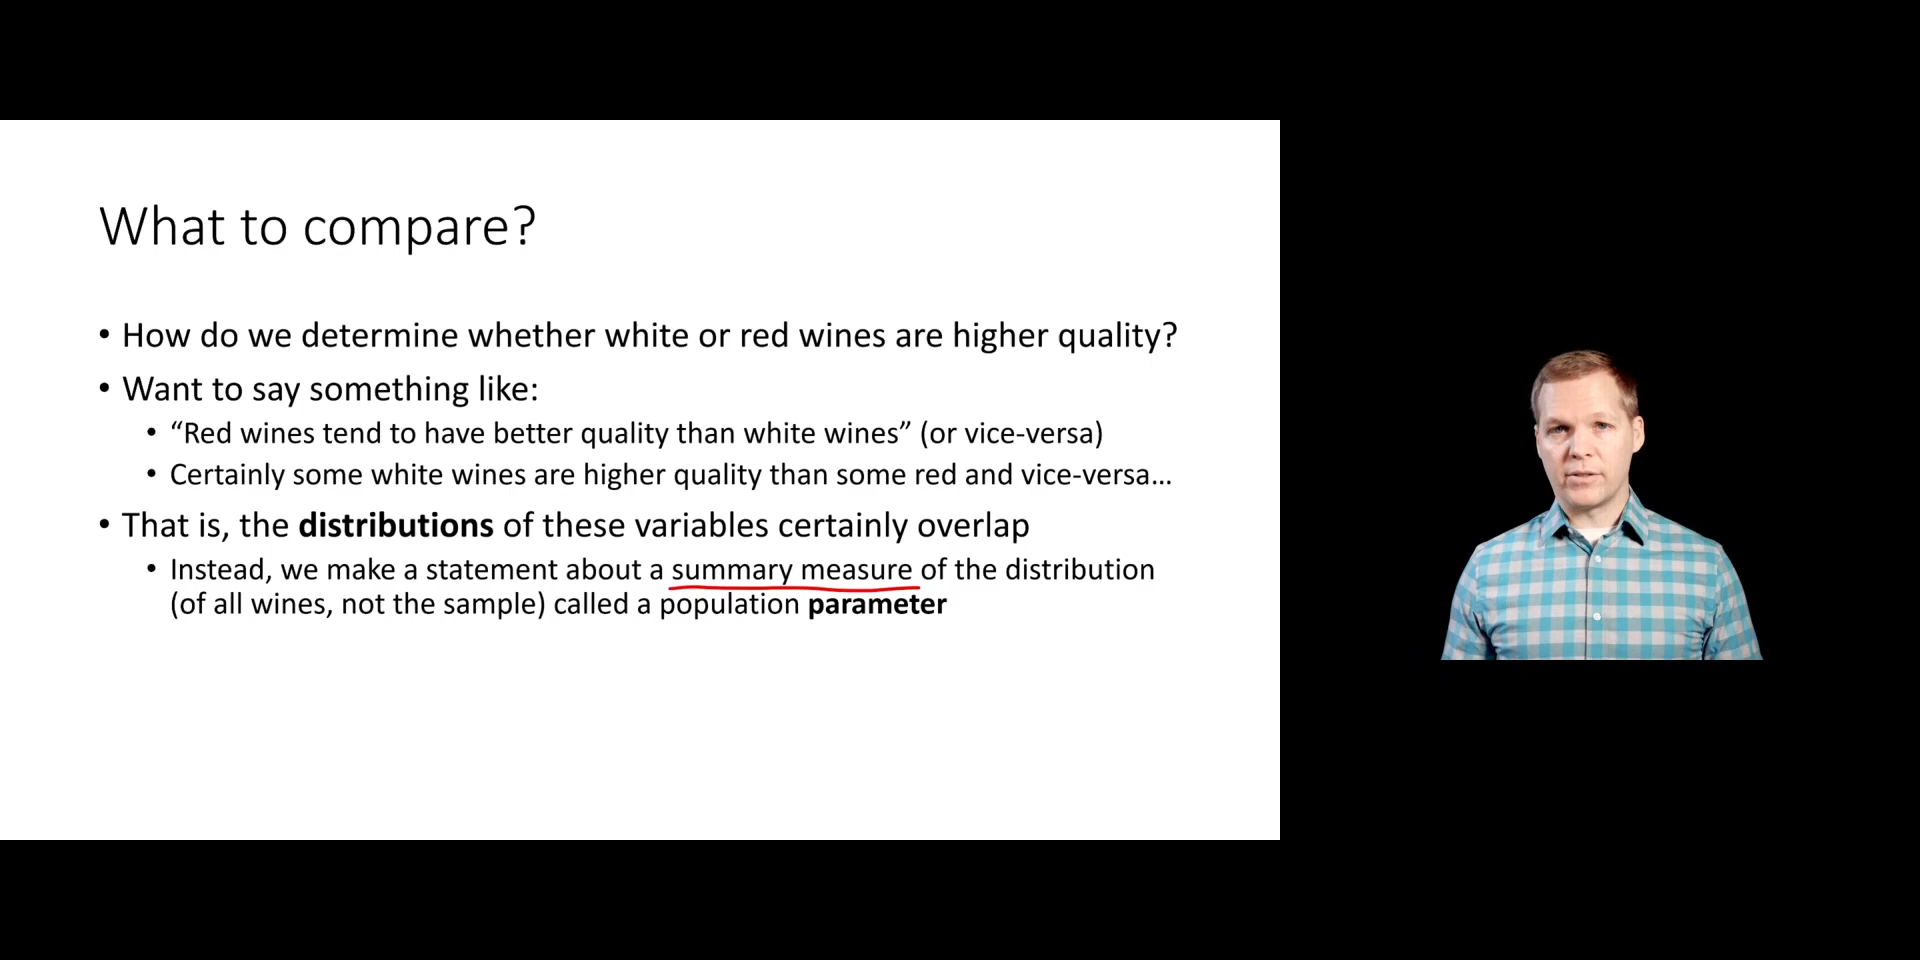 What to compare?
• How do we determine whether white or red wines are higher quality?
• Want to say something like:
• “Red wines tend to have better quality than white wines” (or vice-versa)
• Certainly some white wines are higher quality than some red and vice-versa…
• That is, the distributions of these variables certainly overlap
• Instead, we make a statement about a summary measure of the distribution
(of all wines, not the sample) called a population parameter